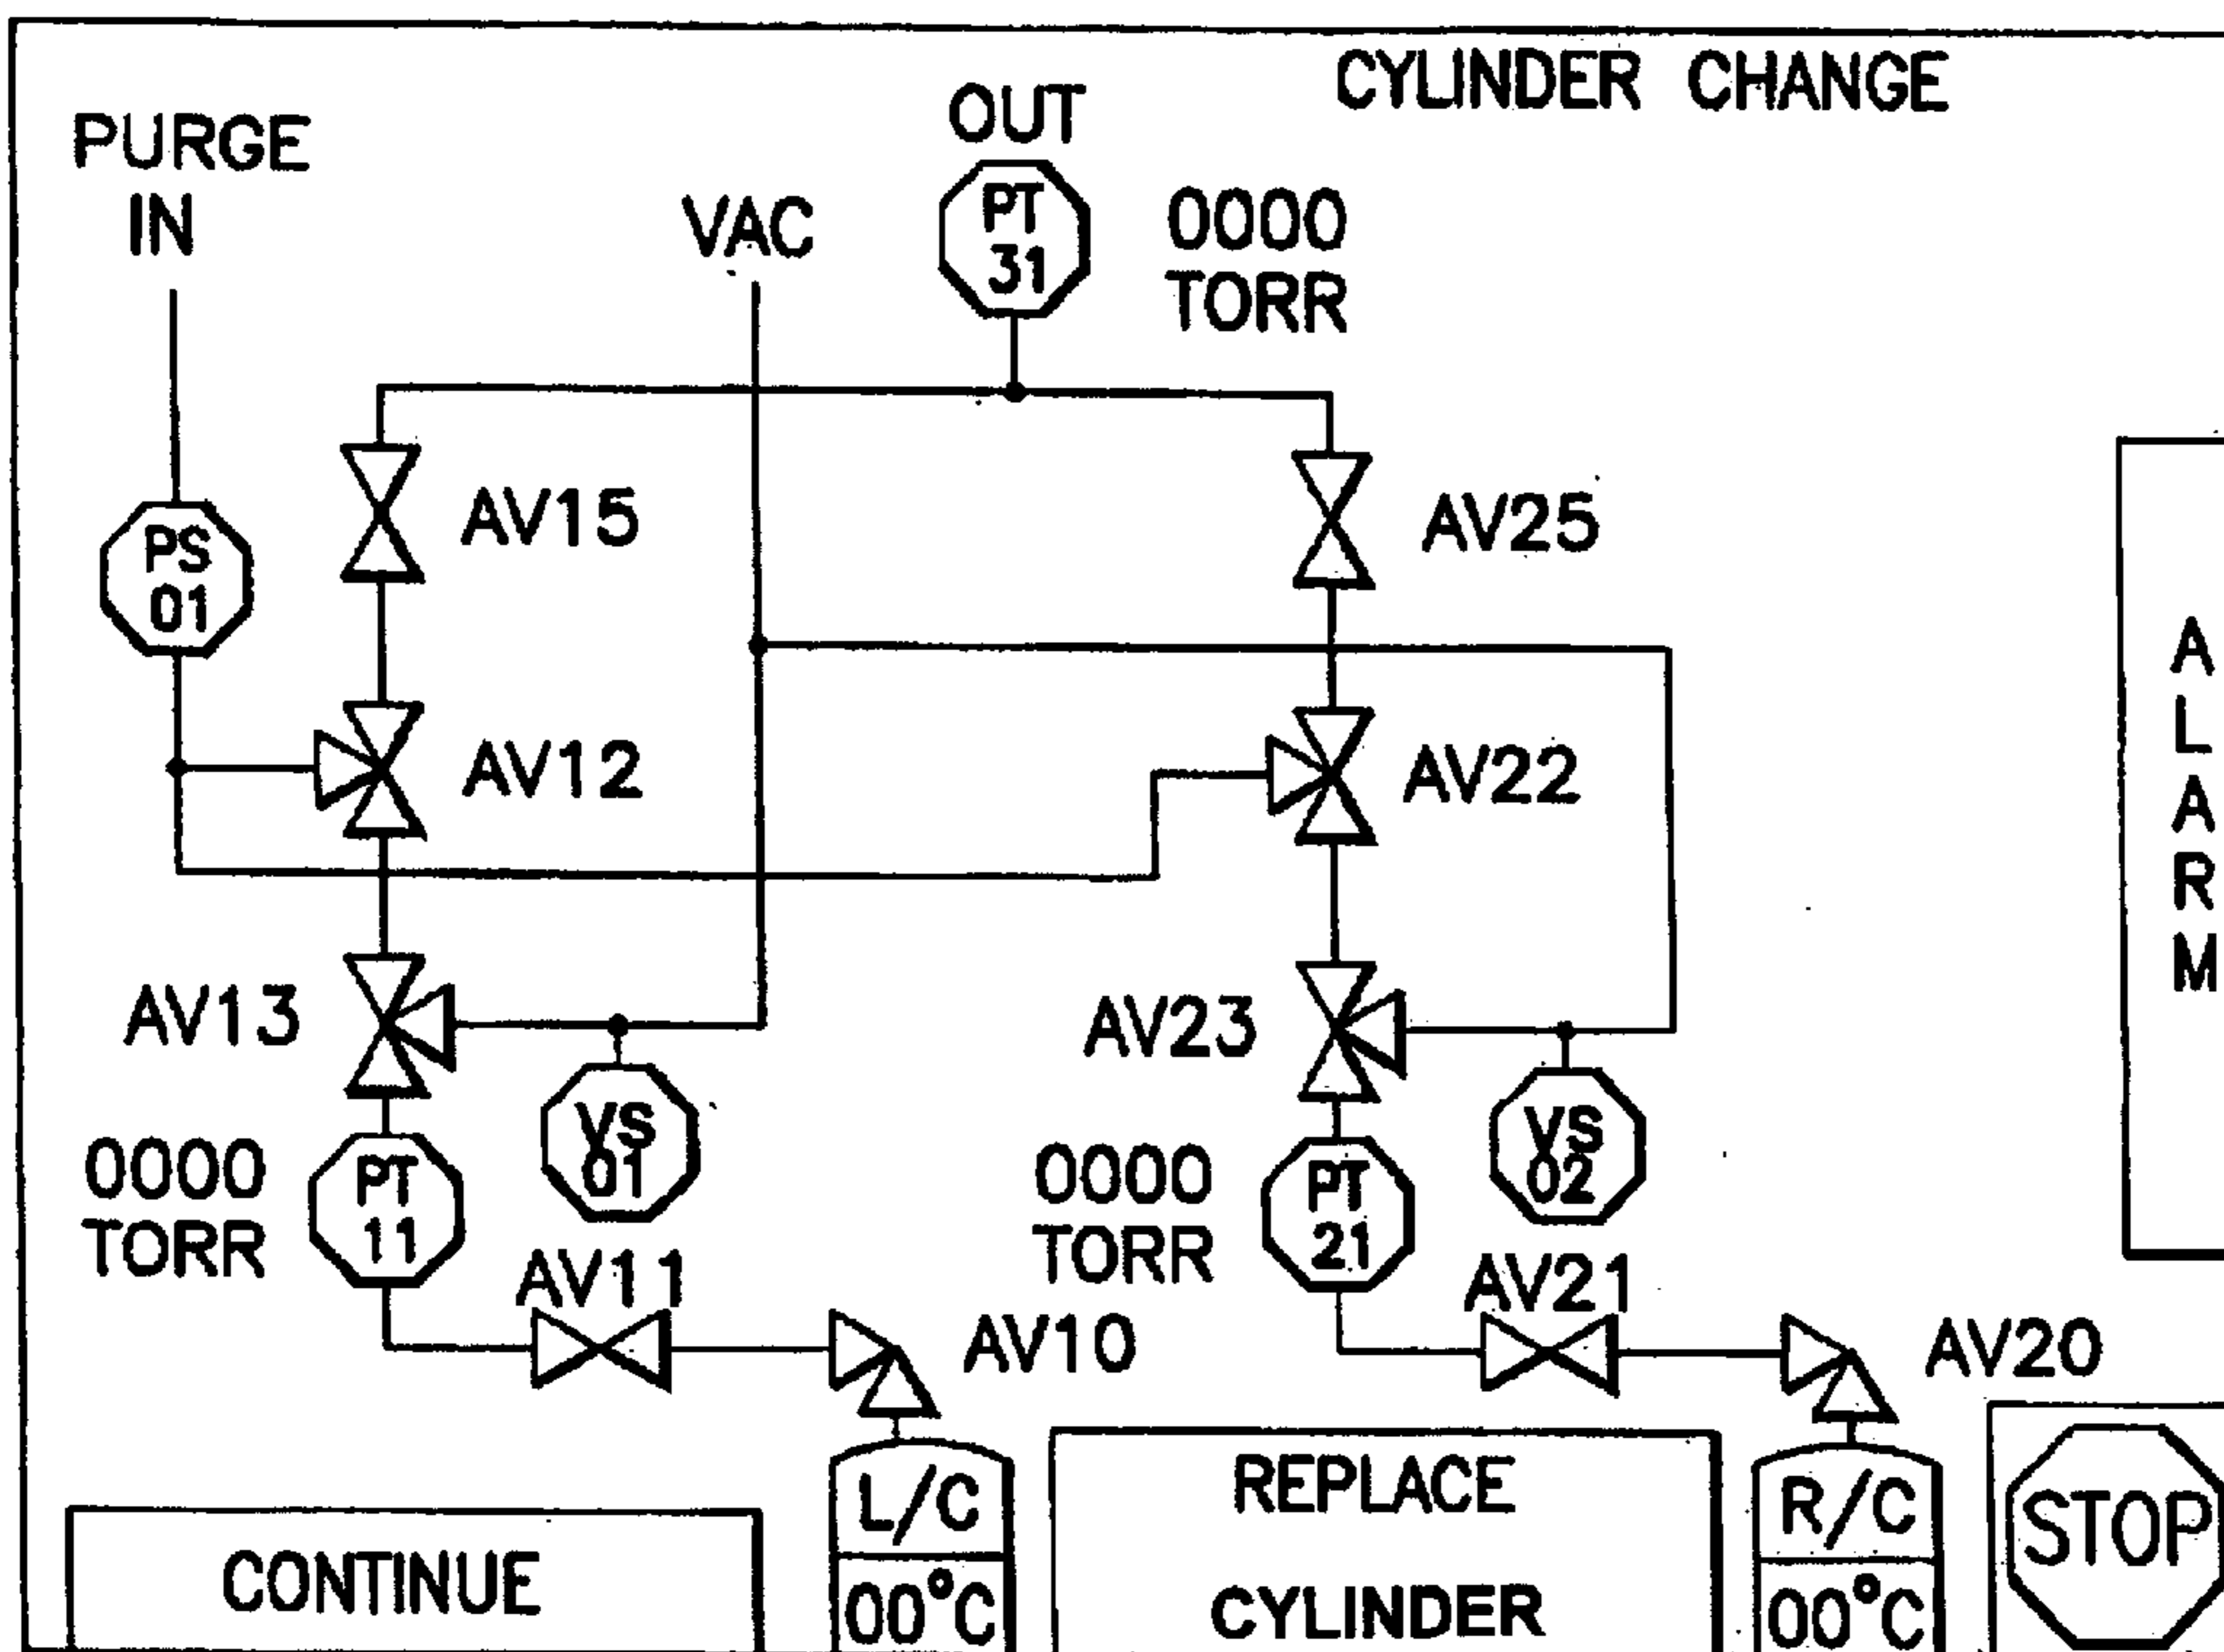 CYLINDER CHANGE
PURGE
IN
VAC
OUT
PT
31
0000
TORR
PS
01
AV15
AV25
AV12
AV22
AV13
AV23
VS
01
VS
02
0000
TORR
PT
11
0000
TORR
PT
21
AV11
AV10
AV21
AV20
L/C
00°C
R/C
00°C
CONTINUE
REPLACE
CYLINDER
STOP
A
L
A
R
M